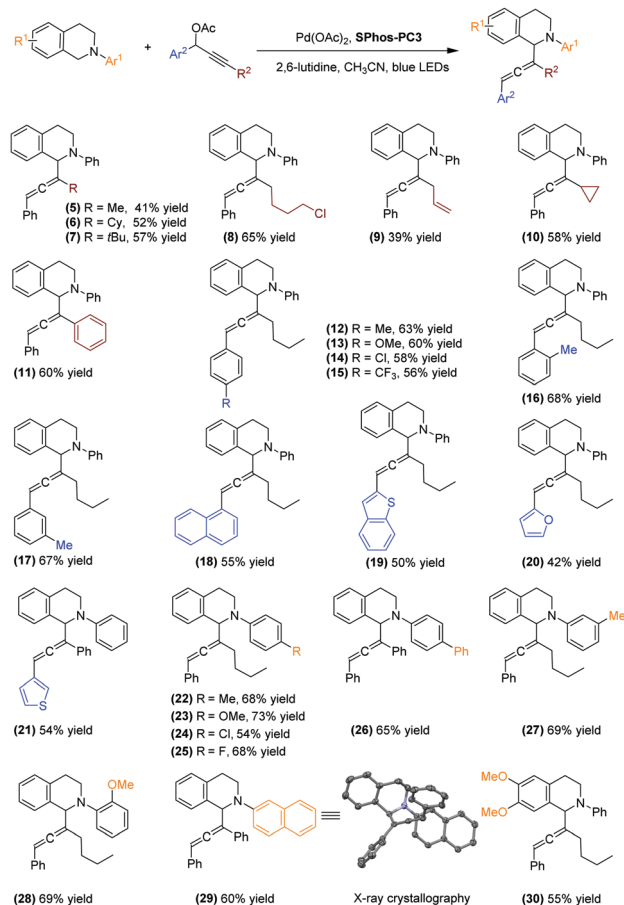 R¹ N Ar¹ + OAc Ar² R² Pd(OAc)₂, SPhos-PC3 R¹ N Ar¹
2,6-lutidine, CH₃CN, blue LEDs C R² Ar²
N Ph C R Ph
(5) R = Me, 41% yield
(6) R = Cy, 52% yield
(7) R = tBu, 57% yield
N Ph C Ph Cl
(8) 65% yield
N Ph C Ph
(9) 39% yield
N Ph C Ph
(10) 58% yield
N Ph C Ph
(11) 60% yield
N Ph C R
(12) R = Me, 63% yield
(13) R = OMe, 60% yield
(14) R = Cl, 58% yield
(15) R = CF₃, 56% yield
N Ph C Me
(16) 68% yield
N Ph C Me
(17) 67% yield
N Ph C
(18) 55% yield
N Ph C S
(19) 50% yield
N Ph C O
(20) 42% yield
N C Ph S
(21) 54% yield
N R C Ph
(22) R = Me, 68% yield
(23) R = OMe, 73% yield
(24) R = Cl, 54% yield
(25) R = F, 68% yield
N C Ph Ph Ph
(26) 65% yield
N Me C Ph
(27) 69% yield
OMe N C Ph
(28) 69% yield
N C Ph Ph
(29) 60% yield
X-ray crystallography
MeO MeO N Ph C Ph
(30) 55% yield